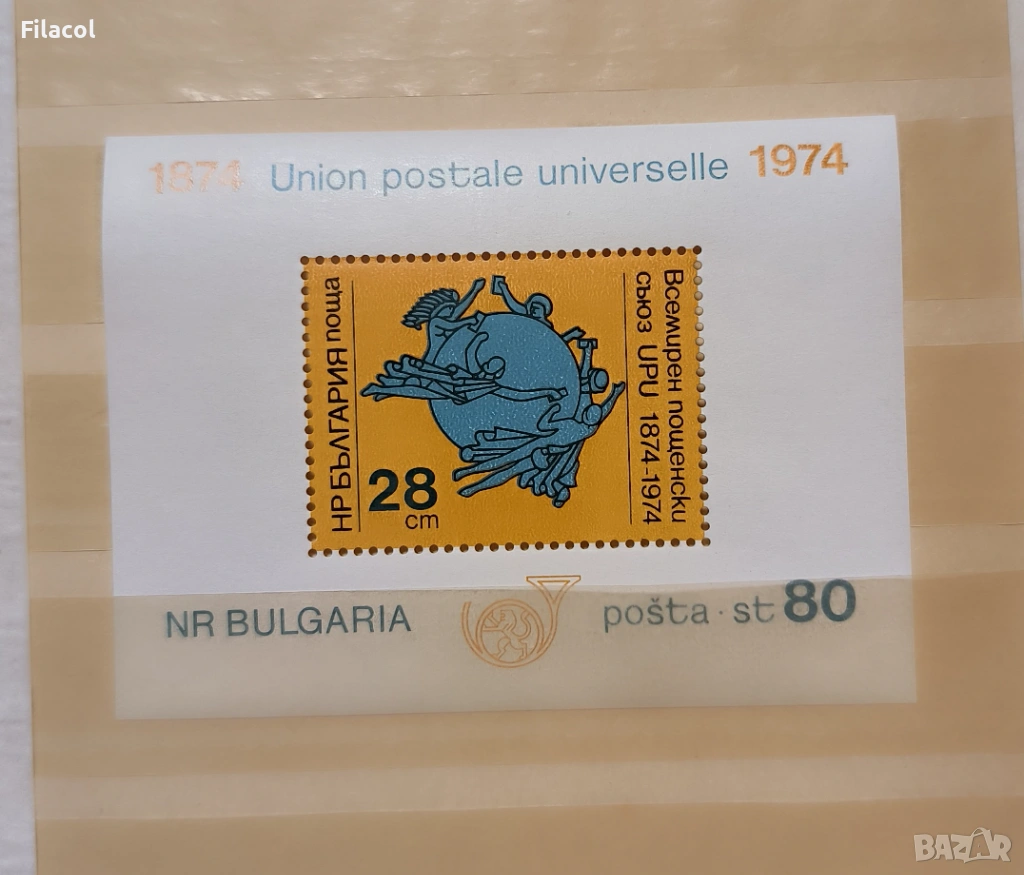 Filacol
1874 Union postale universelle 1974
НР БЪЛГАРИЯ поща
Всемирен пощенски
съюз UPU 1874-1974
28
cm
NR BULGARIA
pošta · st 80
BAZAR